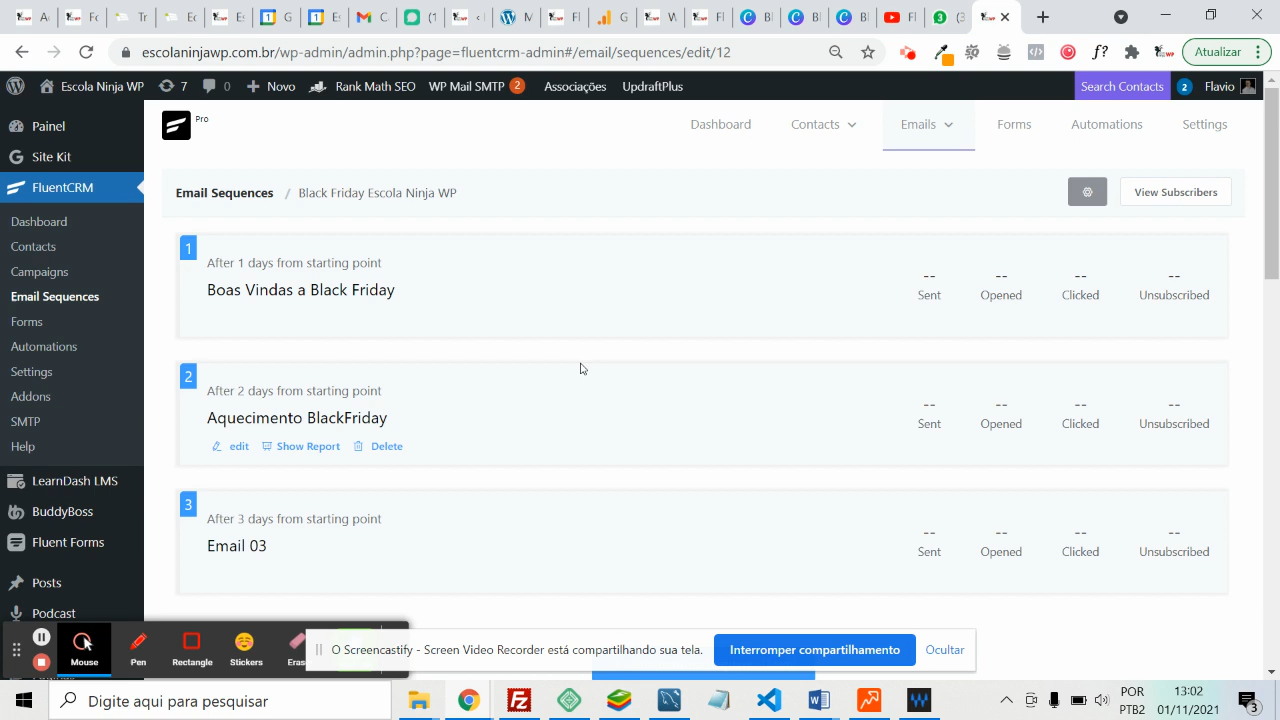 escolaninjawp.com.br/wp-admin/admin.php?page=fluentcrm-admin#/email/sequences/edit/12
Atualizar
Escola Ninja WP
7
0
Novo
Rank Math SEO
WP Mail SMTP 2
Associações
UpdraftPlus
Search Contacts
2
Flavio
Painel
Site Kit
FluentCRM
Dashboard
Contacts
Campaigns
Email Sequences
Forms
Automations
Settings
Addons
SMTP
Help
LearnDash LMS
BuddyBoss
Fluent Forms
Posts
Podcast
Pro
Dashboard
Contacts
Emails
Forms
Automations
Settings
Email Sequences / Black Friday Escola Ninja WP
View Subscribers
1
After 1 days from starting point
Boas Vindas a Black Friday
-- -- -- --
Sent Opened Clicked Unsubscribed
2
After 2 days from starting point
Aquecimento BlackFriday
edit Show Report Delete
-- -- -- --
Sent Opened Clicked Unsubscribed
3
After 3 days from starting point
Email 03
-- -- -- --
Sent Opened Clicked Unsubscribed
Mouse
Pen
Rectangle
Stickers
O Screencastify - Screen Video Recorder está compartilhando sua tela.
Interromper compartilhamento
Ocultar
Digite aqui para pesquisar
POR
PTB2
13:02
01/11/2021
3